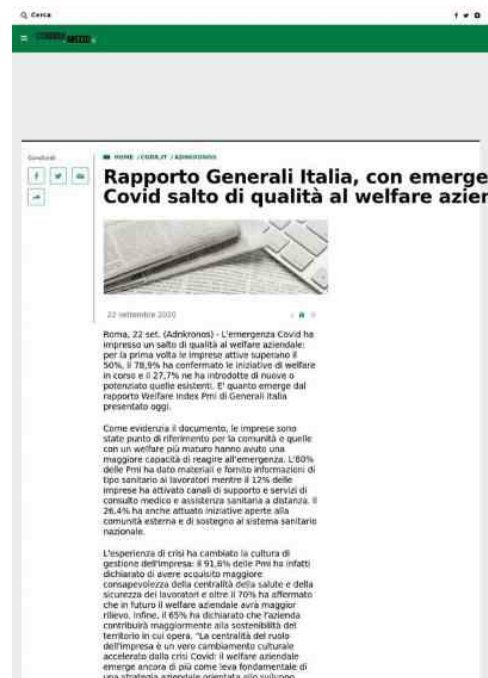 Cerca
Condividi
HOME / CORR.IT / ADNKRONOS
Rapporto Generali Italia, con emerge
Covid salto di qualità al welfare azien
22 settembre 2020
Roma, 22 set. (Adnkronos) - L'emergenza Covid ha
impresso un salto di qualità al welfare aziendale:
per la prima volta le imprese attive superano il
50%, il 78,9% ha confermato le iniziative di welfare
in corso e il 27,7% ne ha introdotte di nuove o
potenziato quelle esistenti. E' quanto emerge dal
rapporto Welfare Index Pmi di Generali Italia
presentato oggi.
Come evidenzia il documento, le imprese sono
state punto di riferimento per la comunità e quelle
con un welfare più maturo hanno avuto una
maggiore capacità di reagire all'emergenza. L'80%
delle Pmi ha dato materiali e fornito informazioni di
tipo sanitario ai lavoratori mentre il 12% delle
imprese ha attivato canali di supporto e servizi di
consulto medico e assistenza sanitaria a distanza. Il
26,4% ha anche attuato iniziative aperte alla
comunità esterna e di sostegno al sistema sanitario
nazionale.
L'esperienza di crisi ha cambiato la cultura di
gestione dell'impresa: il 91,6% delle Pmi ha infatti
dichiarato di avere acquisito maggiore
consapevolezza della centralità della salute e della
sicurezza dei lavoratori e oltre il 70% ha affermato
che in futuro il welfare aziendale avrà maggior
rilievo. Infine, il 65% ha dichiarato che l'azienda
contribuirà maggiormente alla sostenibilità del
territorio in cui opera. "La centralità del ruolo
dell'impresa è un vero cambiamento culturale
accelerato dalla crisi Covid: il welfare aziendale
emerge ancora di più come leva fondamentale di
una strategia aziendale orientata allo sviluppo